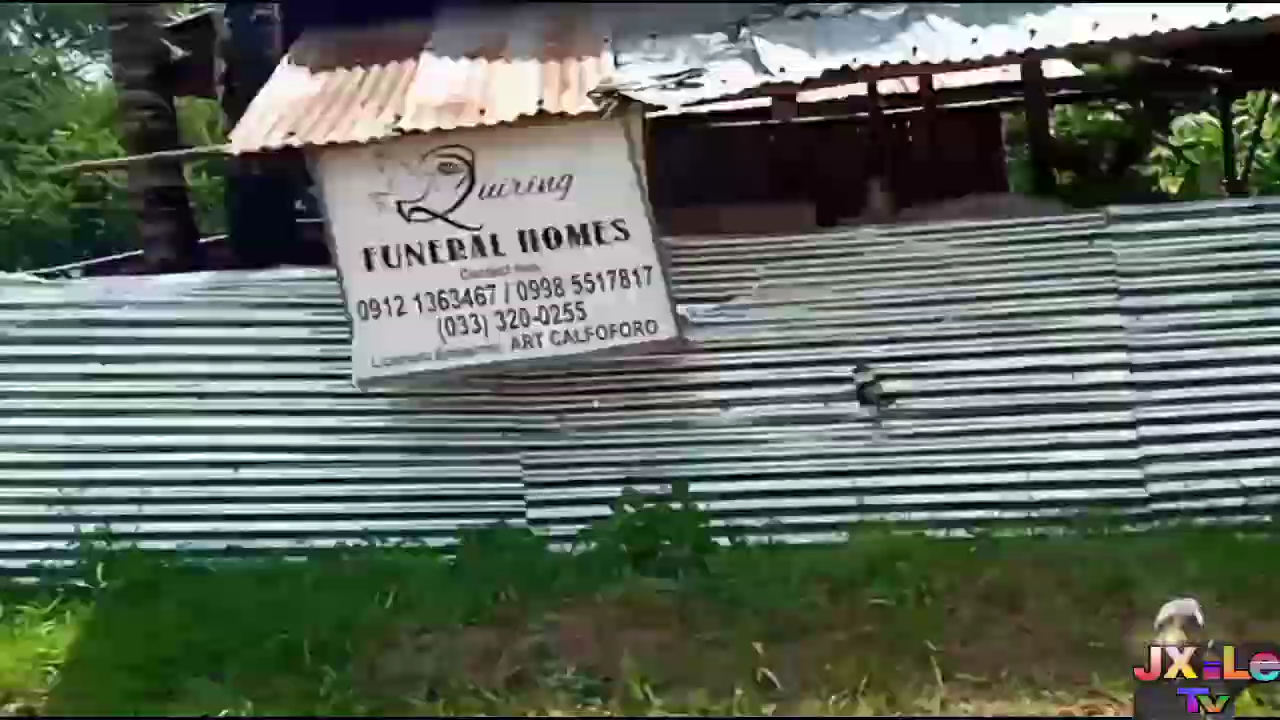 Quiring
FUNERAL HOMES
Contact nos.
0912 1363467 / 0998 5517817
(033) 320-0255
ART CALFOFORO
JX-Le
Tv